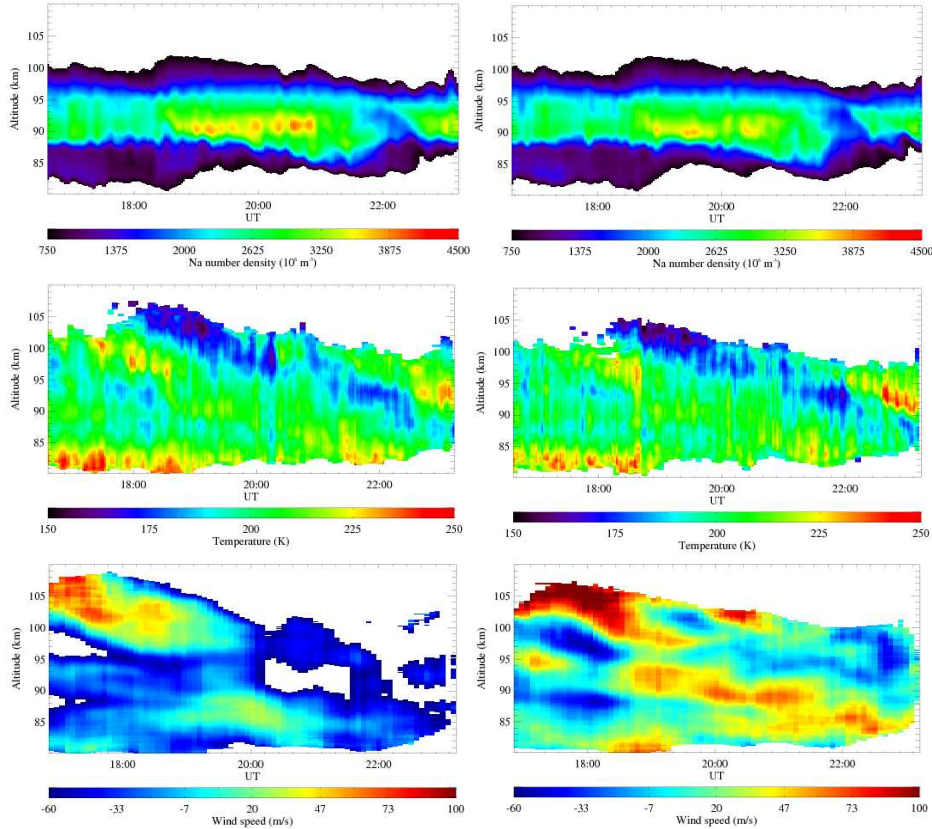 105
100
95
90
85
Altitude (km)
18:00 20:00 22:00
UT
750 1375 2000 2625 3250 3875 4500
Na number density (10⁶ m⁻³)
105
100
95
90
85
Altitude (km)
18:00 20:00 22:00
UT
750 1375 2000 2625 3250 3875 4500
Na number density (10⁶ m⁻³)
105
100
95
90
85
Altitude (km)
18:00 20:00 22:00
UT
150 175 200 225 250
Temperature (K)
105
100
95
90
85
Altitude (km)
18:00 20:00 22:00
UT
150 175 200 225 250
Temperature (K)
105
100
95
90
85
Altitude (km)
18:00 20:00 22:00
UT
-60 -33 -7 20 47 73 100
Wind speed (m/s)
105
100
95
90
85
Altitude (km)
18:00 20:00 22:00
UT
-60 -33 -7 20 47 73 100
Wind speed (m/s)